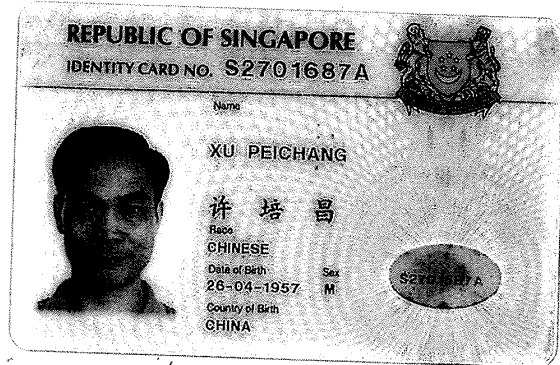 REPUBLIC OF SINGAPORE
IDENTITY CARD NO. S2701687A
Name
XU PEICHANG
许培昌
Race
CHINESE
Date of Birth Sex
26-04-1957 M
Country of Birth
CHINA
S2701687A